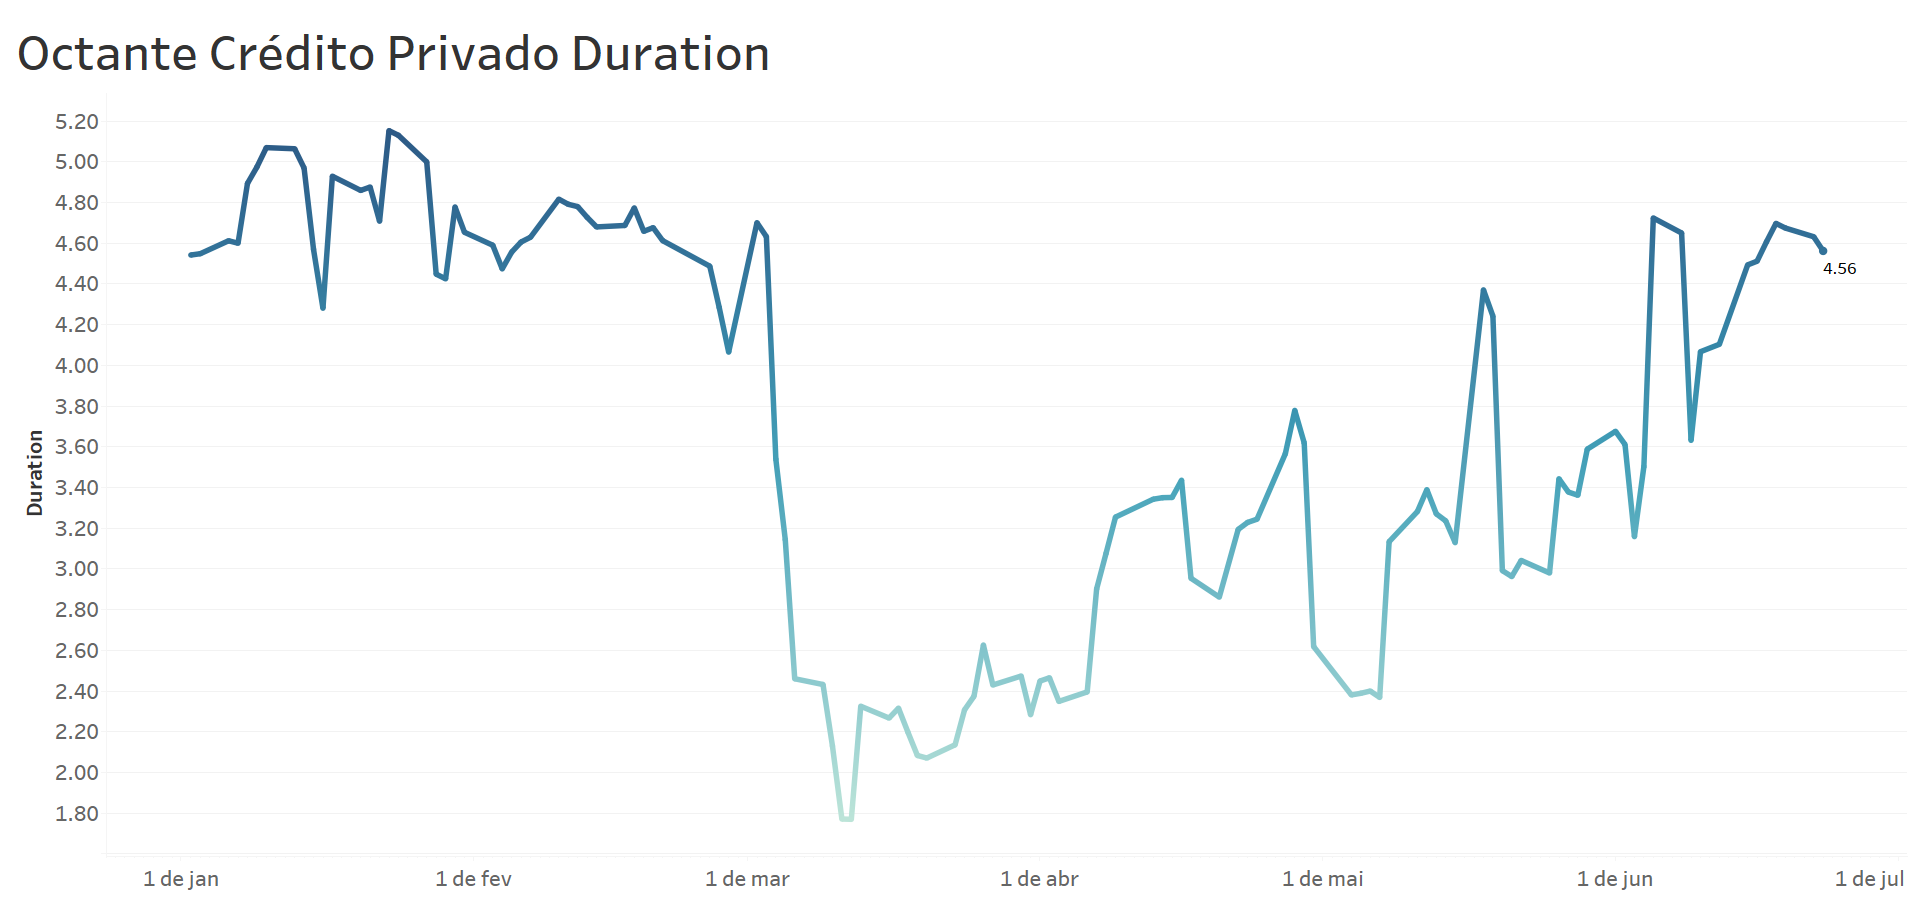 Octante Crédito Privado Duration
5.20
5.00
4.80
4.60
4.40
4.20
4.00
3.80
3.60
3.40
3.20
3.00
2.80
2.60
2.40
2.20
2.00
1.80
Duration
4.56
1 de jan
1 de fev
1 de mar
1 de abr
1 de mai
1 de jun
1 de jul